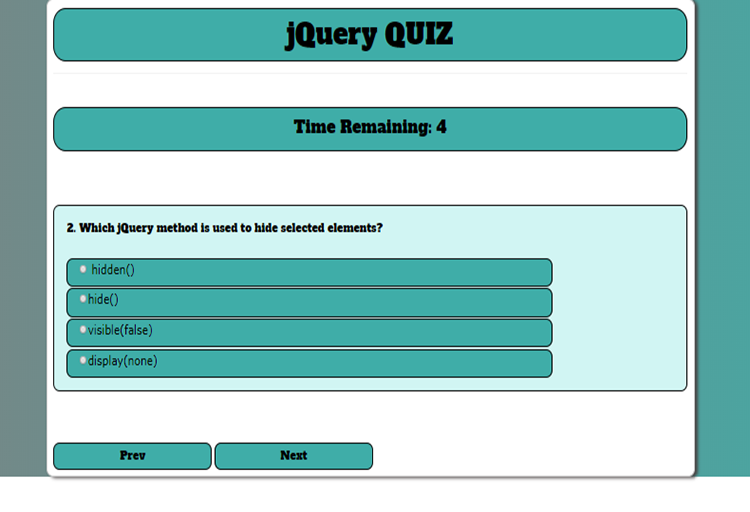 jQuery QUIZ
Time Remaining: 4
2. Which jQuery method is used to hide selected elements?
hidden()
hide()
visible(false)
display(none)
Prev Next